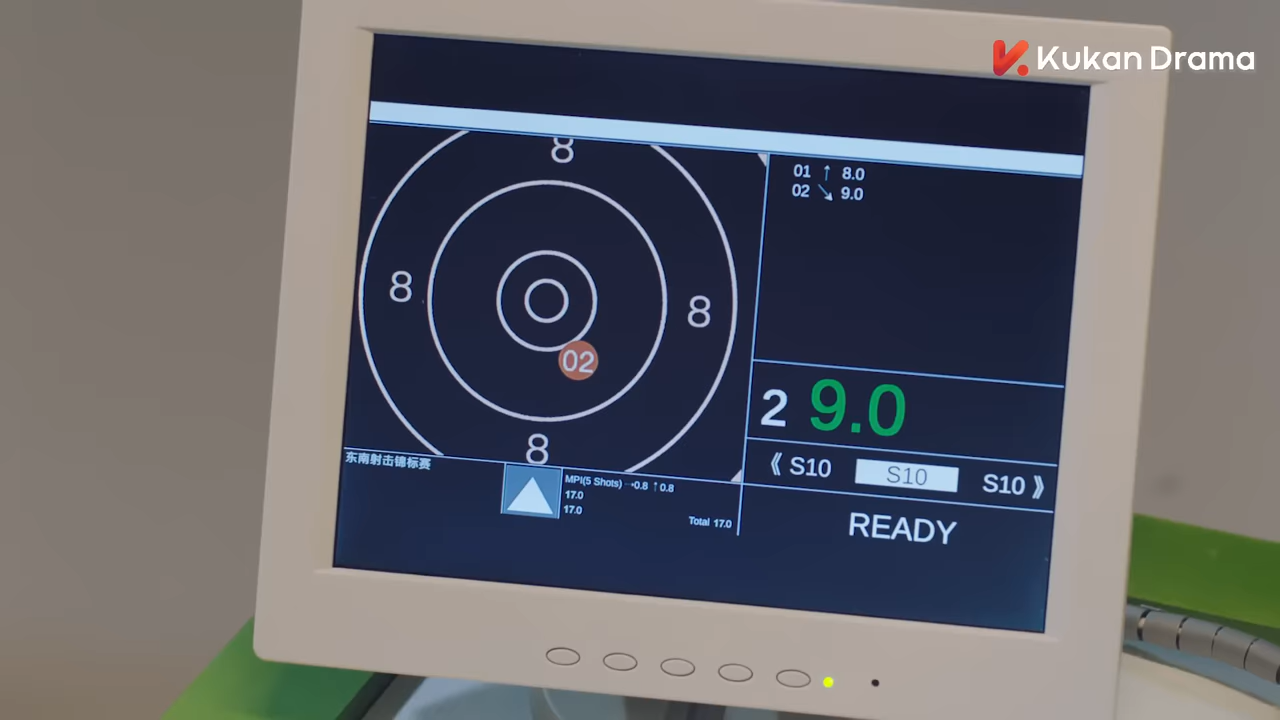 Kukan Drama
8
8
8
8
02
01 ↑ 8.0
02 ↘ 9.0
2 9.0
《 S10
S10
S10 》
READY
东南射击锦标赛
MPI(5 Shots) →0.8 ↑0.8
17.0
17.0
Total 17.0